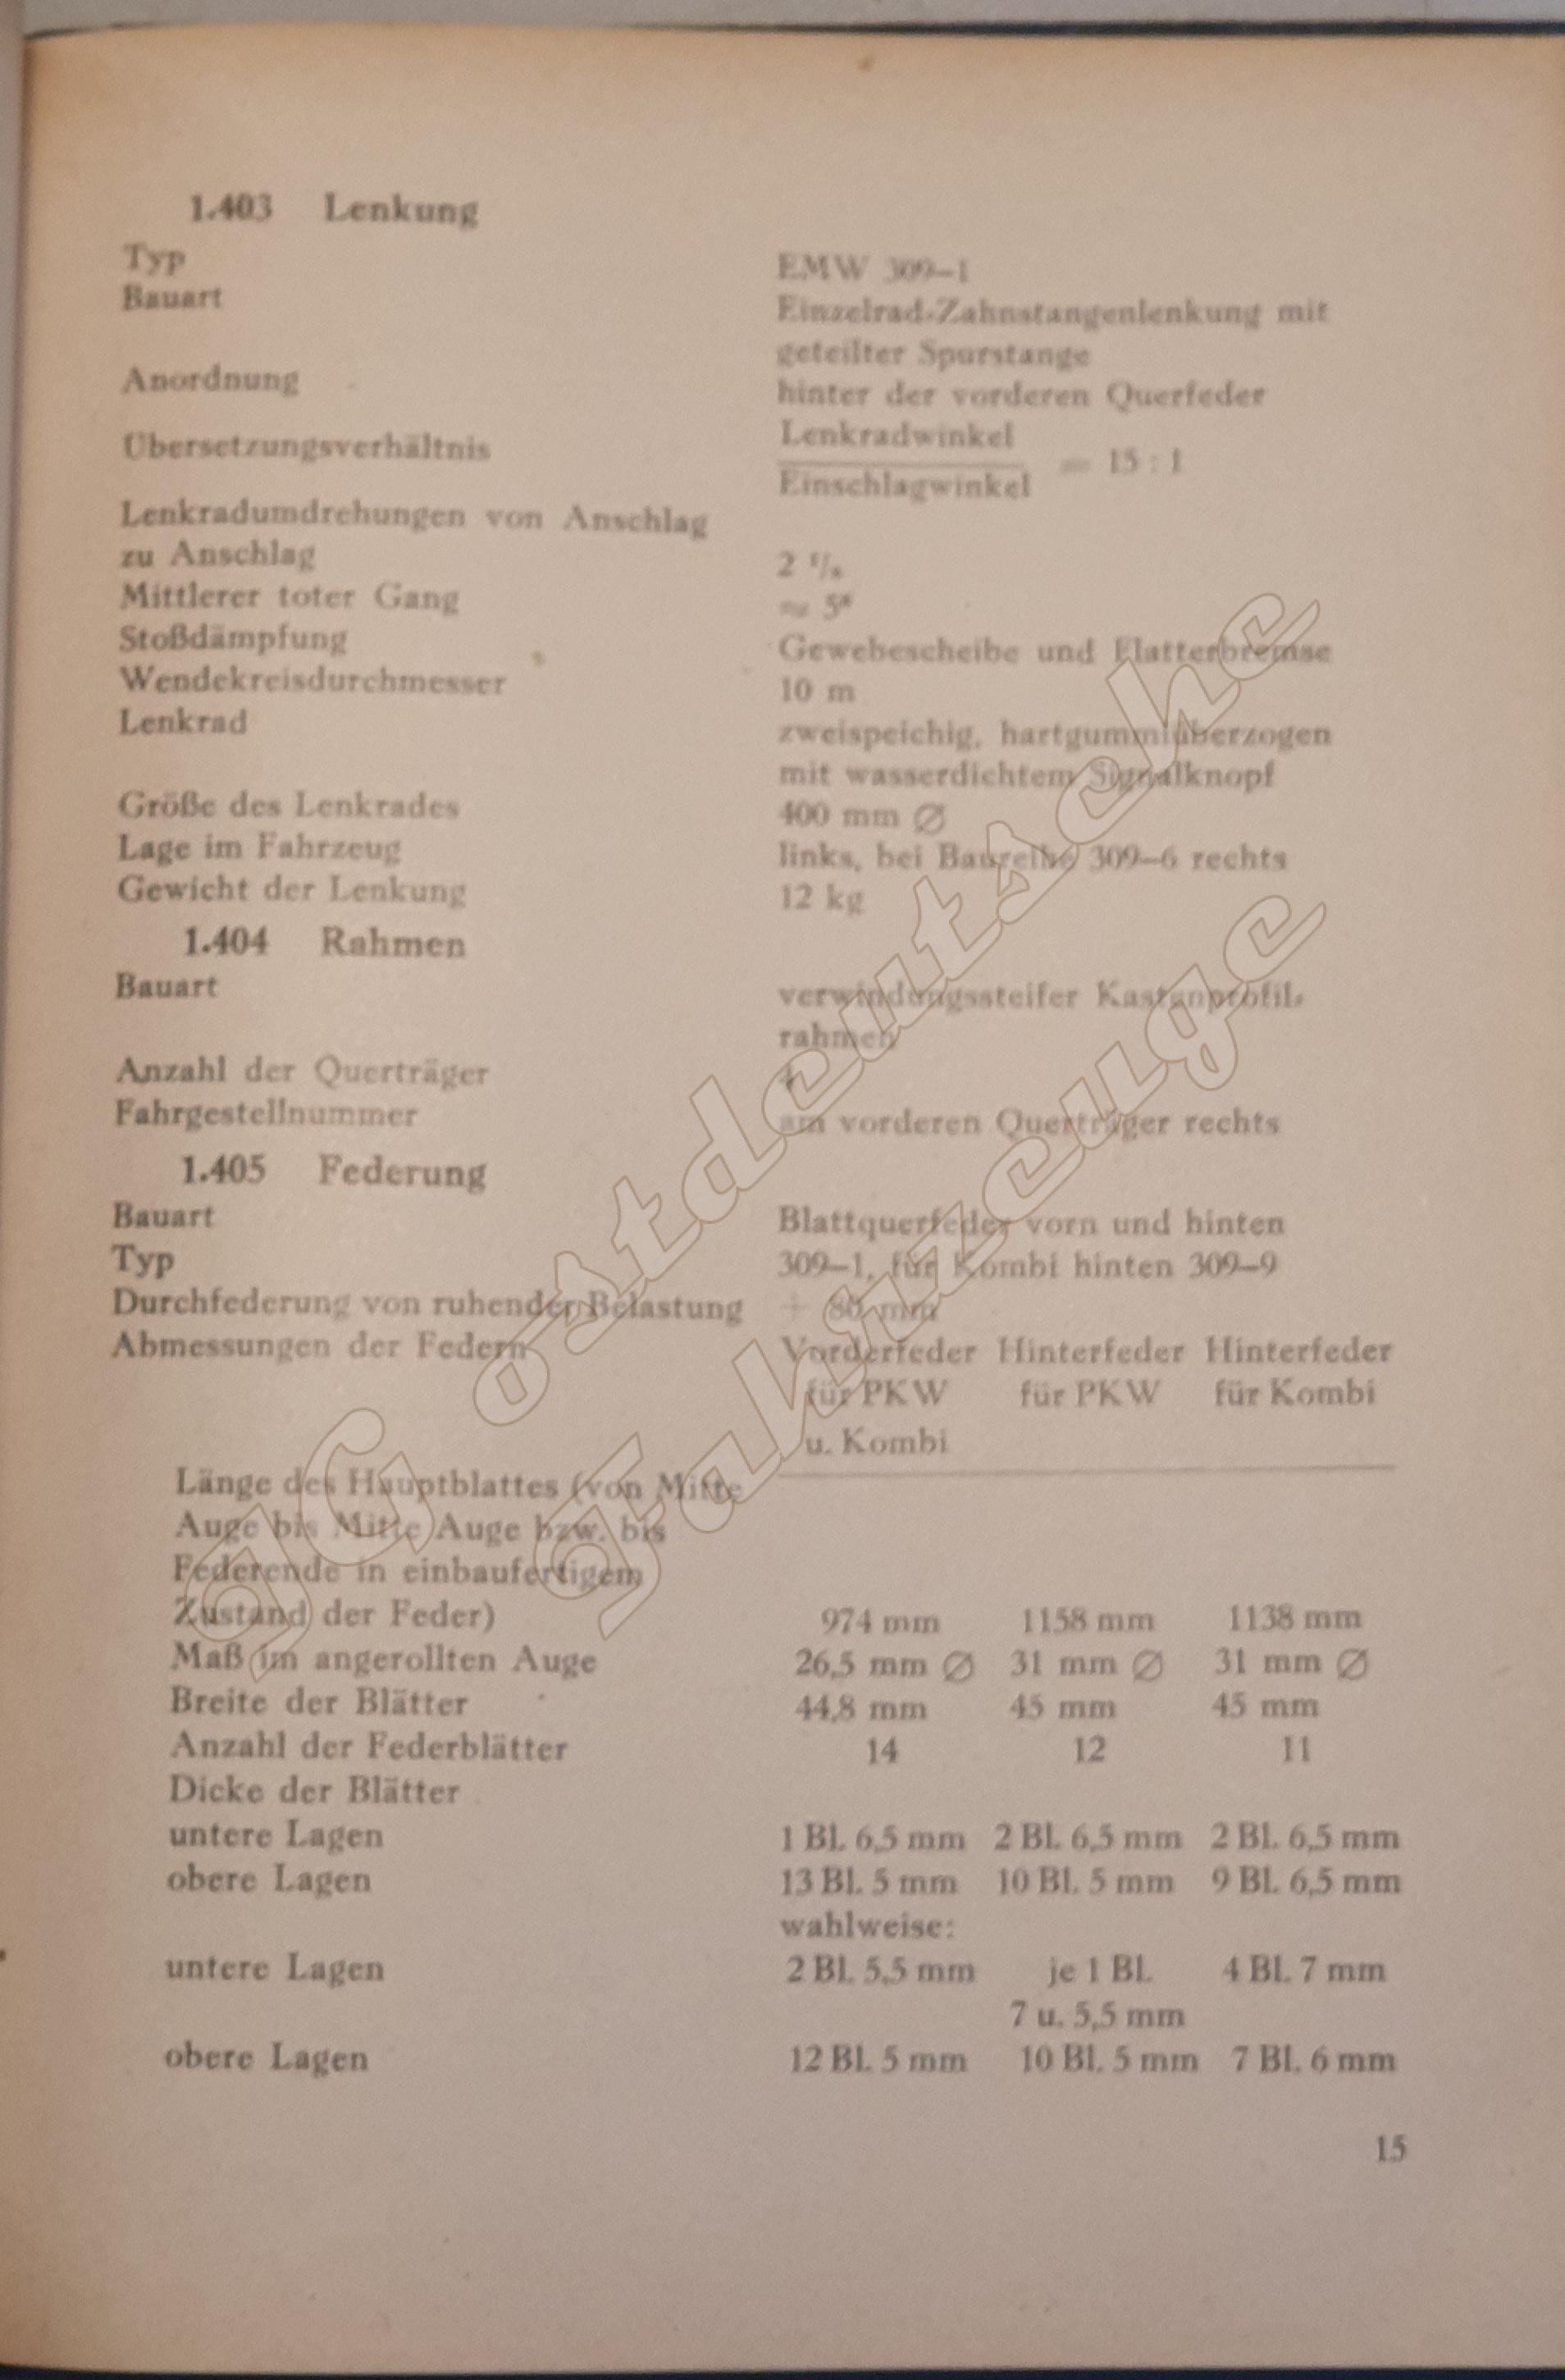 1.403 Lenkung
Typ EMW 309–1
Bauart Einzelrad-Zahnstangenlenkung mit
geteilter Spurstange
Anordnung hinter der vorderen Querfeder
Übersetzungsverhältnis Lenkradwinkel
Einschlagwinkel = 15 : 1
Lenkradumdrehungen von Anschlag
zu Anschlag 2
Mittlerer toter Gang
Stoßdämpfung Gewebescheibe und Flatterbremse
Wendekreisdurchmesser 10 m
Lenkrad zweispeichig, hartgummiüberzogen
mit wasserdichtem Signalknopf
Größe des Lenkrades 400 mm ∅
Lage im Fahrzeug links, bei Baureihe 309–6 rechts
Gewicht der Lenkung 12 kg
1.404 Rahmen
Bauart verwindungssteifer Kastenprofil-
rahmen
Anzahl der Querträger
Fahrgestellnummer am vorderen Querträger rechts
1.405 Federung
Bauart Blattquerfeder vorn und hinten
Typ 309–1, für Kombi hinten 309–9
Durchfederung von ruhender Belastung + 80 mm
Abmessungen der Federn Vorderfeder Hinterfeder Hinterfeder
für PKW für PKW für Kombi
u. Kombi
Länge des Hauptblattes (von Mitte
Auge bis Mitte Auge bzw. bis
Federende in einbaufertigem
Zustand der Feder) 974 mm 1158 mm 1138 mm
Maß im angerollten Auge 26,5 mm ∅ 31 mm ∅ 31 mm ∅
Breite der Blätter 44,8 mm 45 mm 45 mm
Anzahl der Federblätter 14 12 11
Dicke der Blätter
untere Lagen 1 Bl. 6,5 mm 2 Bl. 6,5 mm 2 Bl. 6,5 mm
obere Lagen 13 Bl. 5 mm 10 Bl. 5 mm 9 Bl. 6,5 mm
wahlweise:
untere Lagen 2 Bl. 5,5 mm je 1 Bl. 4 Bl. 7 mm
7 u. 5,5 mm
obere Lagen 12 Bl. 5 mm 10 Bl. 5 mm 7 Bl. 6 mm
15
gG ostdeutsche
Fahrzeuge